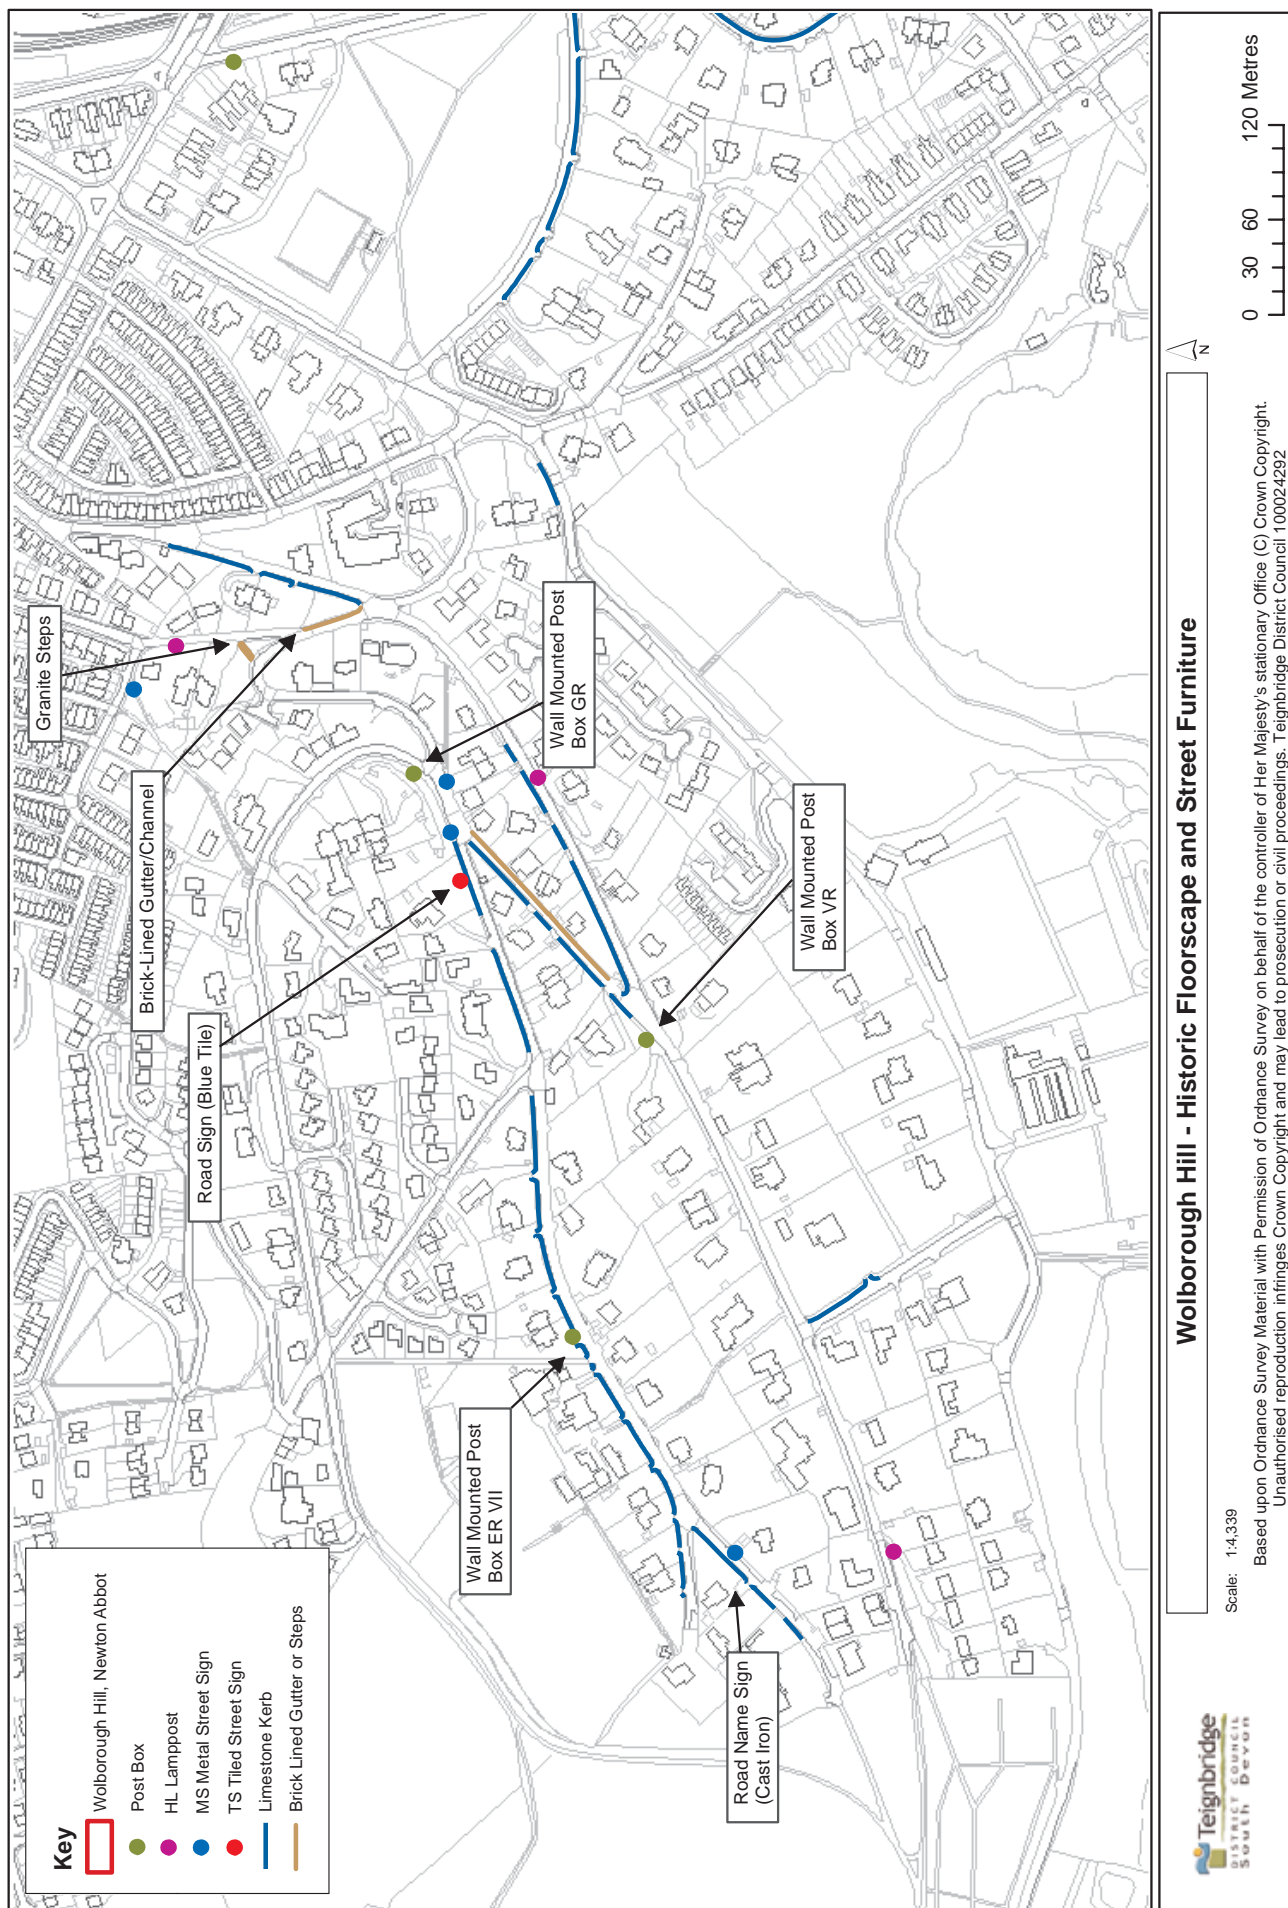 Key
Wolborough Hill, Newton Abbot
Post Box
HL Lamppost
MS Metal Street Sign
TS Tiled Street Sign
Limestone Kerb
Brick Lined Gutter or Steps
Wall Mounted Post
Box ER VII
Road Name Sign
(Cast Iron)
Road Sign (Blue Tile)
Brick-Lined Gutter/Channel
Granite Steps
Wall Mounted Post
Box GR
Wall Mounted Post
Box VR
Wolborough Hill - Historic Floorscape and Street Furniture
N
0 30 60 120 Metres
Scale: 1:4,339
Based upon Ordnance Survey Material with Permission of Ordnance Survey on behalf of the controller of Her Majesty's stationary Office (C) Crown Copyright.
Unauthorised reproduction infringes Crown Copyright and may lead to prosecution or civil proceedings. Teignbridge District Council 100024292
Teignbridge
DISTRICT COUNCIL
South Devon